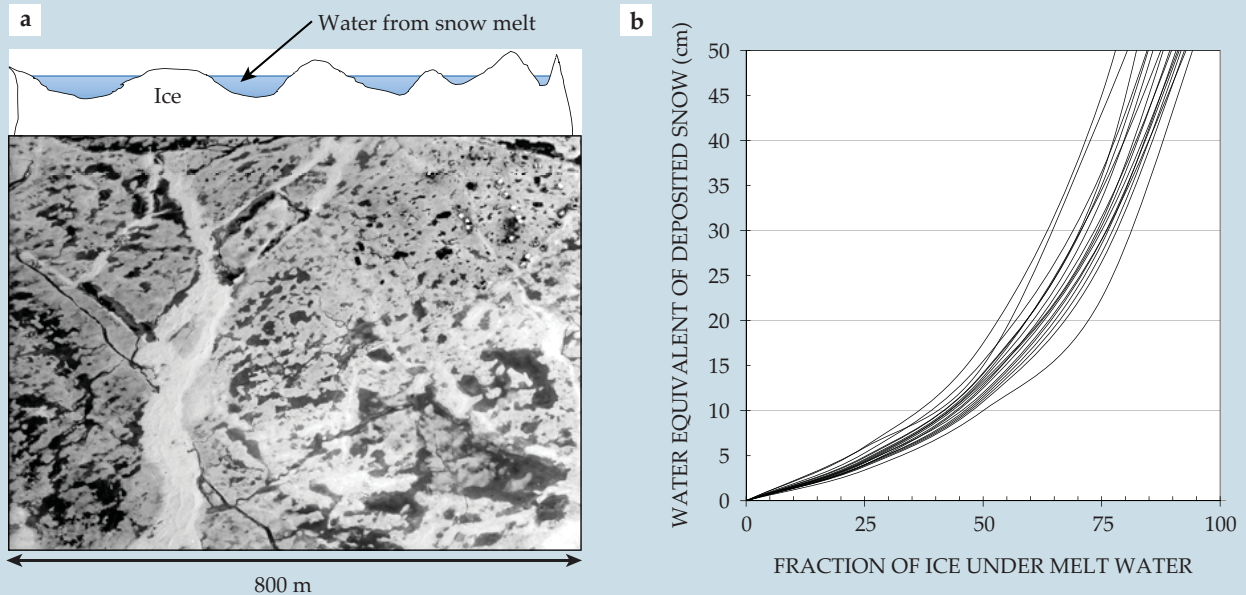 a
Water from snow melt
Ice
800 m
b
WATER EQUIVALENT OF DEPOSITED SNOW (cm)
50
45
40
35
30
25
20
15
10
5
0
0 25 50 75 100
FRACTION OF ICE UNDER MELT WATER